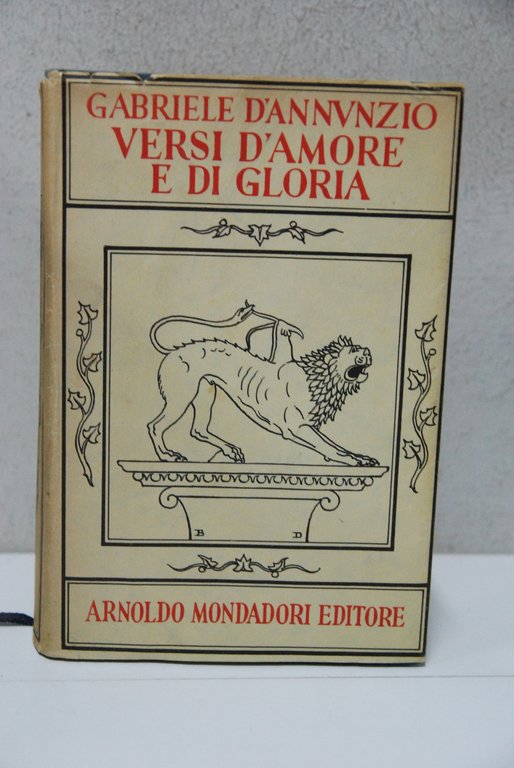 GABRIELE D'ANNVNZIO
VERSI D'AMORE
E DI GLORIA
B D
ARNOLDO MONDADORI EDITORE